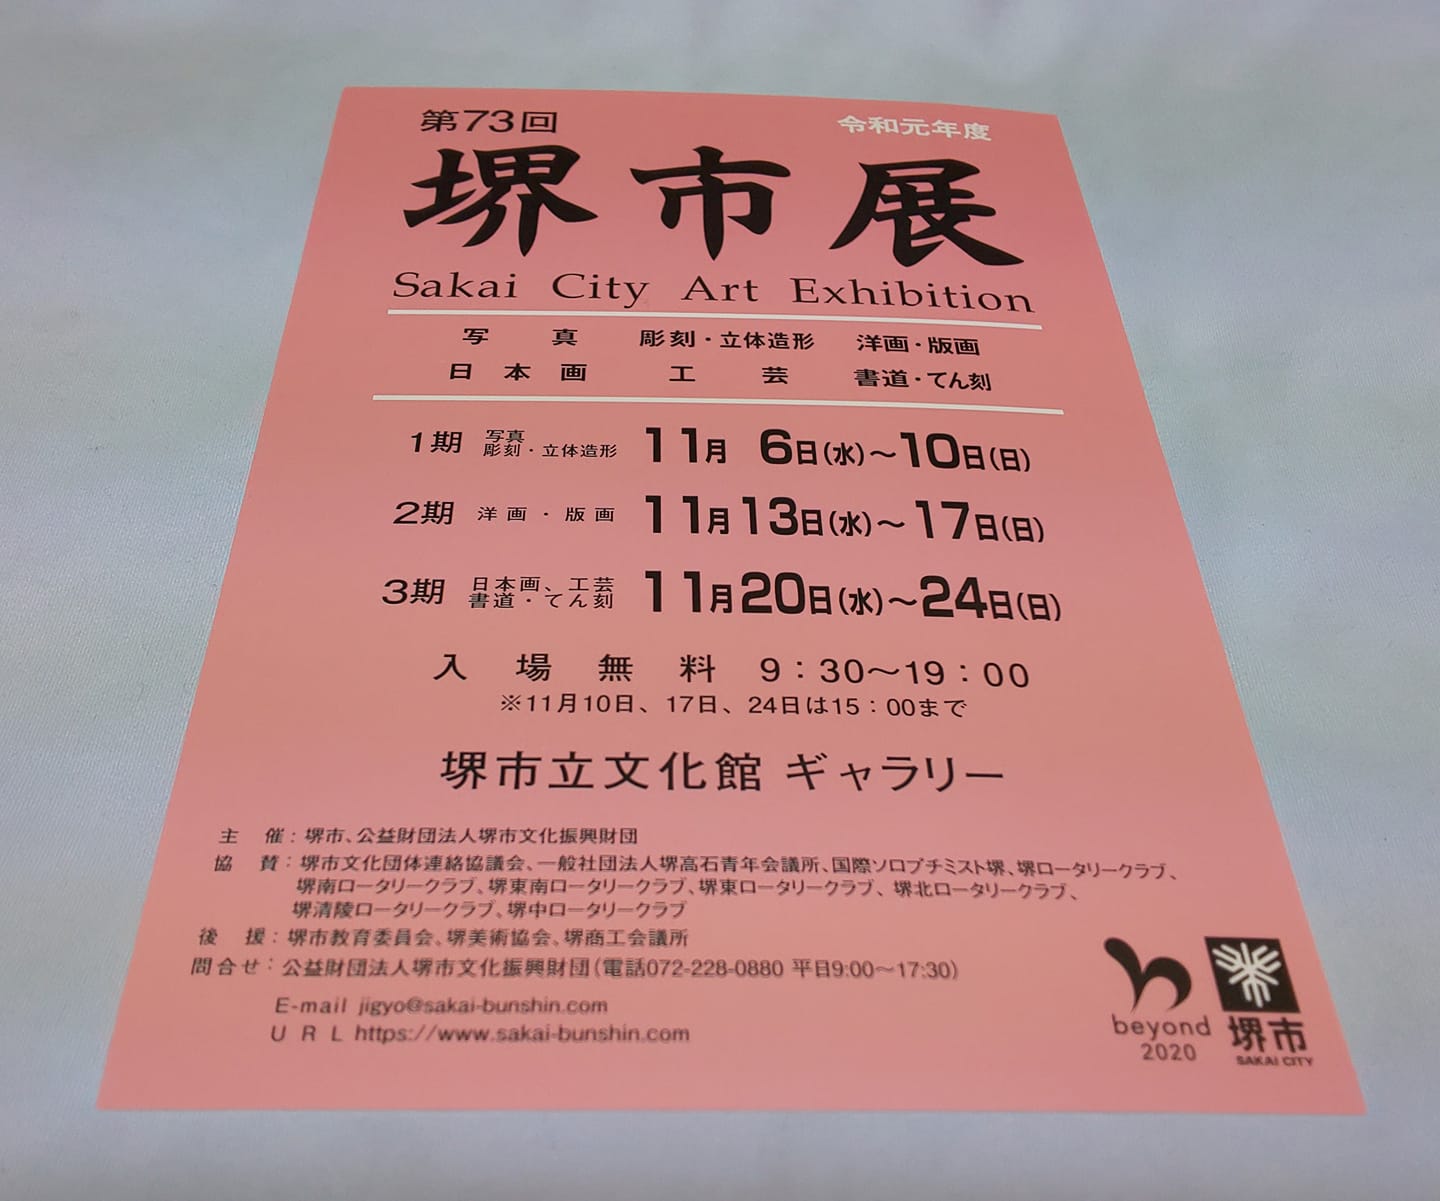 第73回
令和元年度
堺市展
Sakai City Art Exhibition
写真 彫刻・立体造形 洋画・版画
日本画 工芸 書道・てん刻
1期 写真 彫刻・立体造形 11月 6日(水)～10日(日)
2期 洋画・版画 11月13日(水)～17日(日)
3期 日本画、工芸 書道・てん刻 11月20日(水)～24日(日)
入場無料 9：30～19：00
※11月10日、17日、24日は15：00まで
堺市立文化館 ギャラリー
主 催：堺市、公益財団法人堺市文化振興財団
協 賛：堺市文化団体連絡協議会、一般社団法人堺高石青年会議所、国際ソロプチミスト堺、堺ロータリークラブ、
堺南ロータリークラブ、堺東南ロータリークラブ、堺東ロータリークラブ、堺北ロータリークラブ、
堺清陵ロータリークラブ、堺中ロータリークラブ
後 援：堺市教育委員会、堺美術協会、堺商工会議所
問合せ：公益財団法人堺市文化振興財団(電話072-228-0880 平日9:00～17:30)
E-mail jigyo@sakai-bunshin.com
URL https://www.sakai-bunshin.com
beyond
2020
堺市
SAKAI CITY